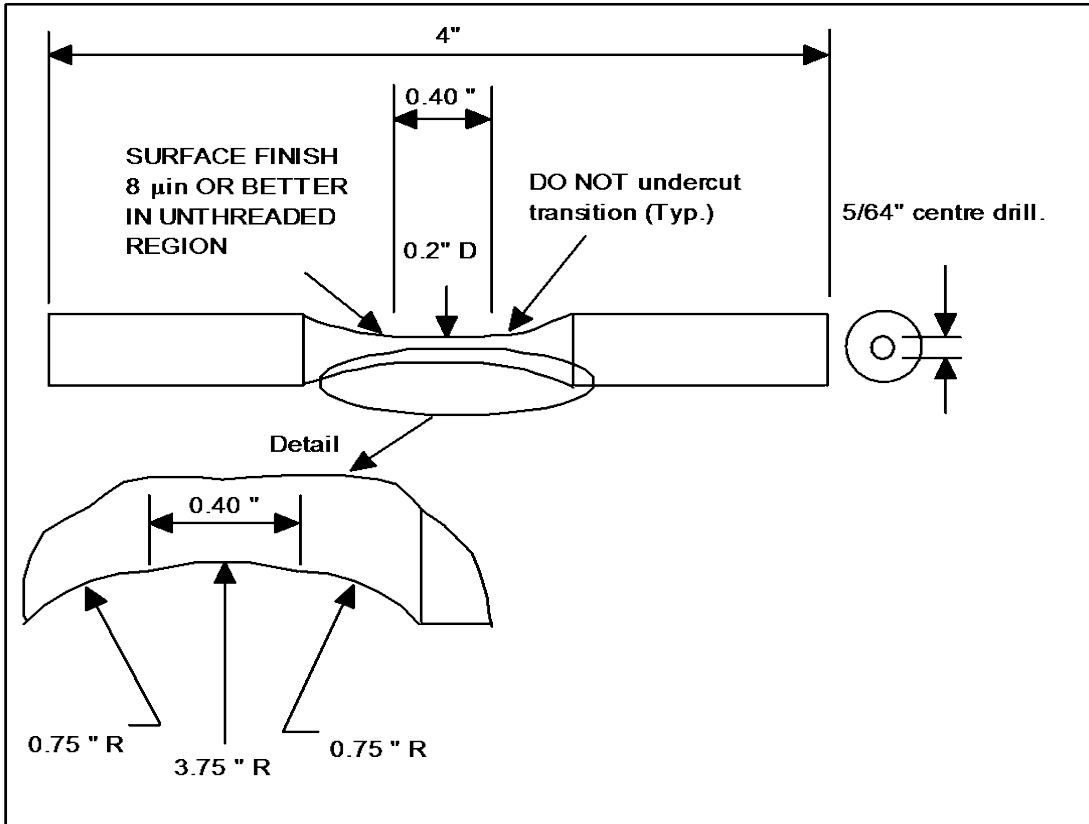 4"
0.40 "
SURFACE FINISH
8 µin OR BETTER
IN UNTHREADED
REGION
DO NOT undercut
transition (Typ.)
5/64" centre drill.
0.2" D
Detail
0.40 "
0.75 " R
3.75 " R
0.75 " R